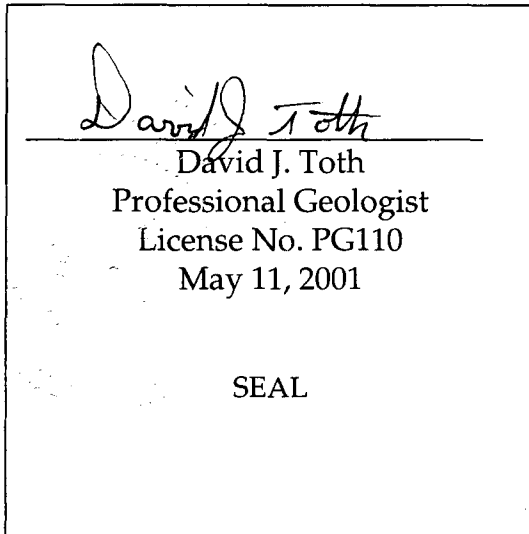 David J Toth
David J. Toth
Professional Geologist
License No. PG110
May 11, 2001
SEAL